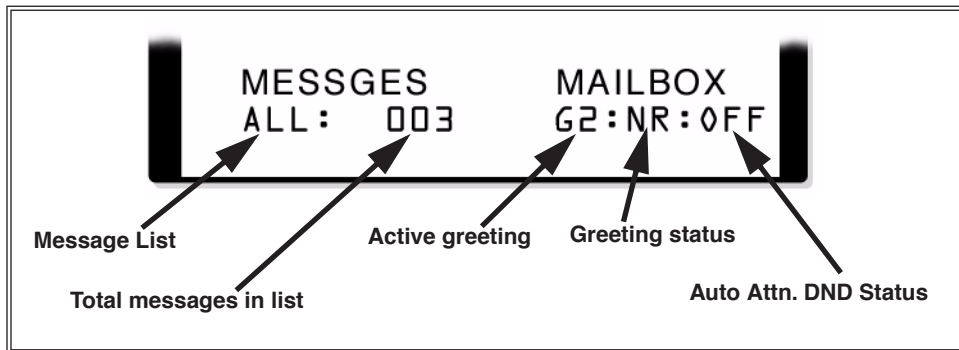 MESSGES MAILBOX
ALL: 003 G2:NR:OFF
Message List
Active greeting
Greeting status
Total messages in list
Auto Attn. DND Status